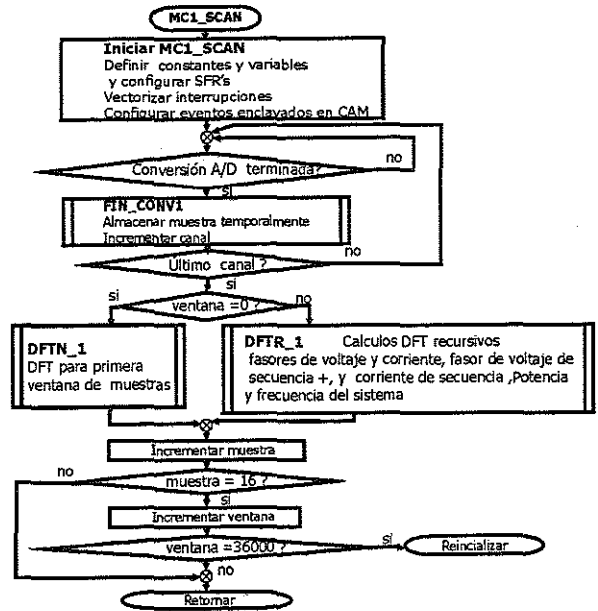 MC1_SCAN
Iniciar MC1_SCAN
Definir constantes y variables
y configurar SFR's
Vectorizar interrupciones
Configurar eventos enclavados en CAM
Conversión A/D terminada?
no
si
FIN_CONV1
Almacenar muestra temporalmente
Incrementar canal
Ultimo canal ?
no
si
ventana =0 ?
si
no
DFTN_1
DFT para primera
ventana de muestras
DFTR_1 Calculos DFT recursivos
fasores de voltaje y corriente, fasor de voltaje de
secuencia +, y corriente de secuencia ,Potencia
y frecuencia del sistema
Incrementar muestra
no
muestra = 16 ?
si
Incrementar ventana
ventana =36000 ?
si
Reincializar
no
Retornar